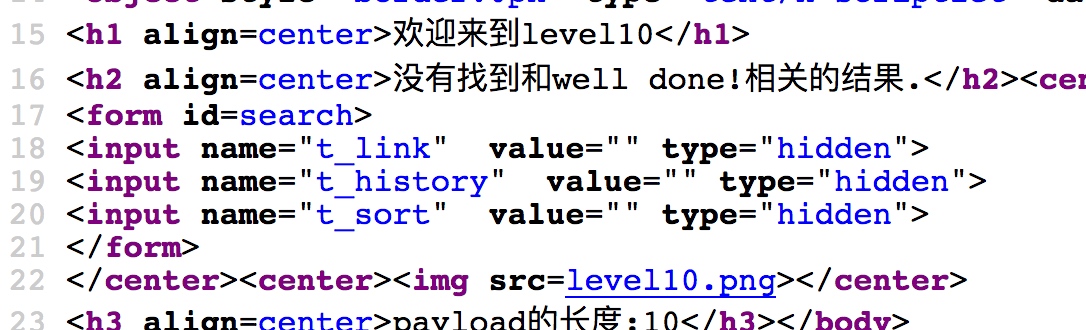 15 <h1 align=center>欢迎来到level10</h1>
16 <h2 align=center>没有找到和well done!相关的结果.</h2><cen
17 <form id=search>
18 <input name="t_link"  value="" type="hidden">
19 <input name="t_history"  value="" type="hidden">
20 <input name="t_sort"  value="" type="hidden">
21 </form>
22 </center><center><img src=level10.png></center>
23 <h3 align=center>payload的长度:10</h3></body>